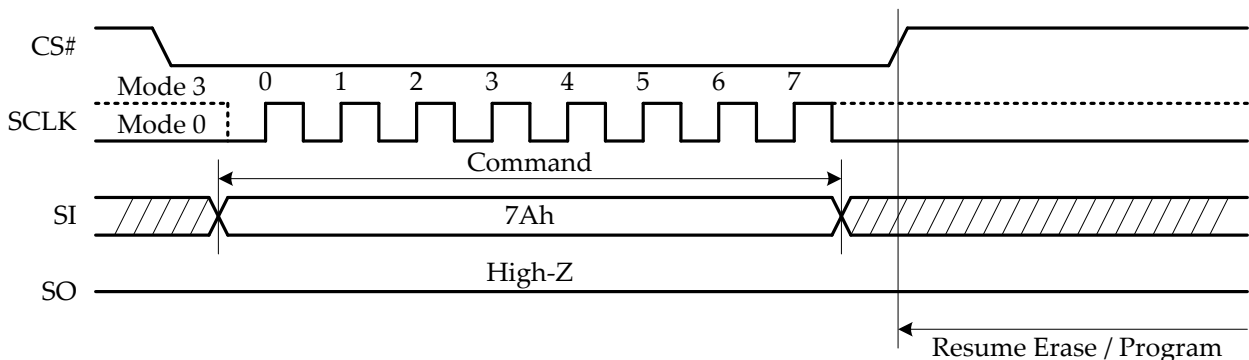 CS#
Mode 3 0 1 2 3 4 5 6 7
SCLK
Mode 0
Command
SI 7Ah
High-Z
SO
Resume Erase / Program